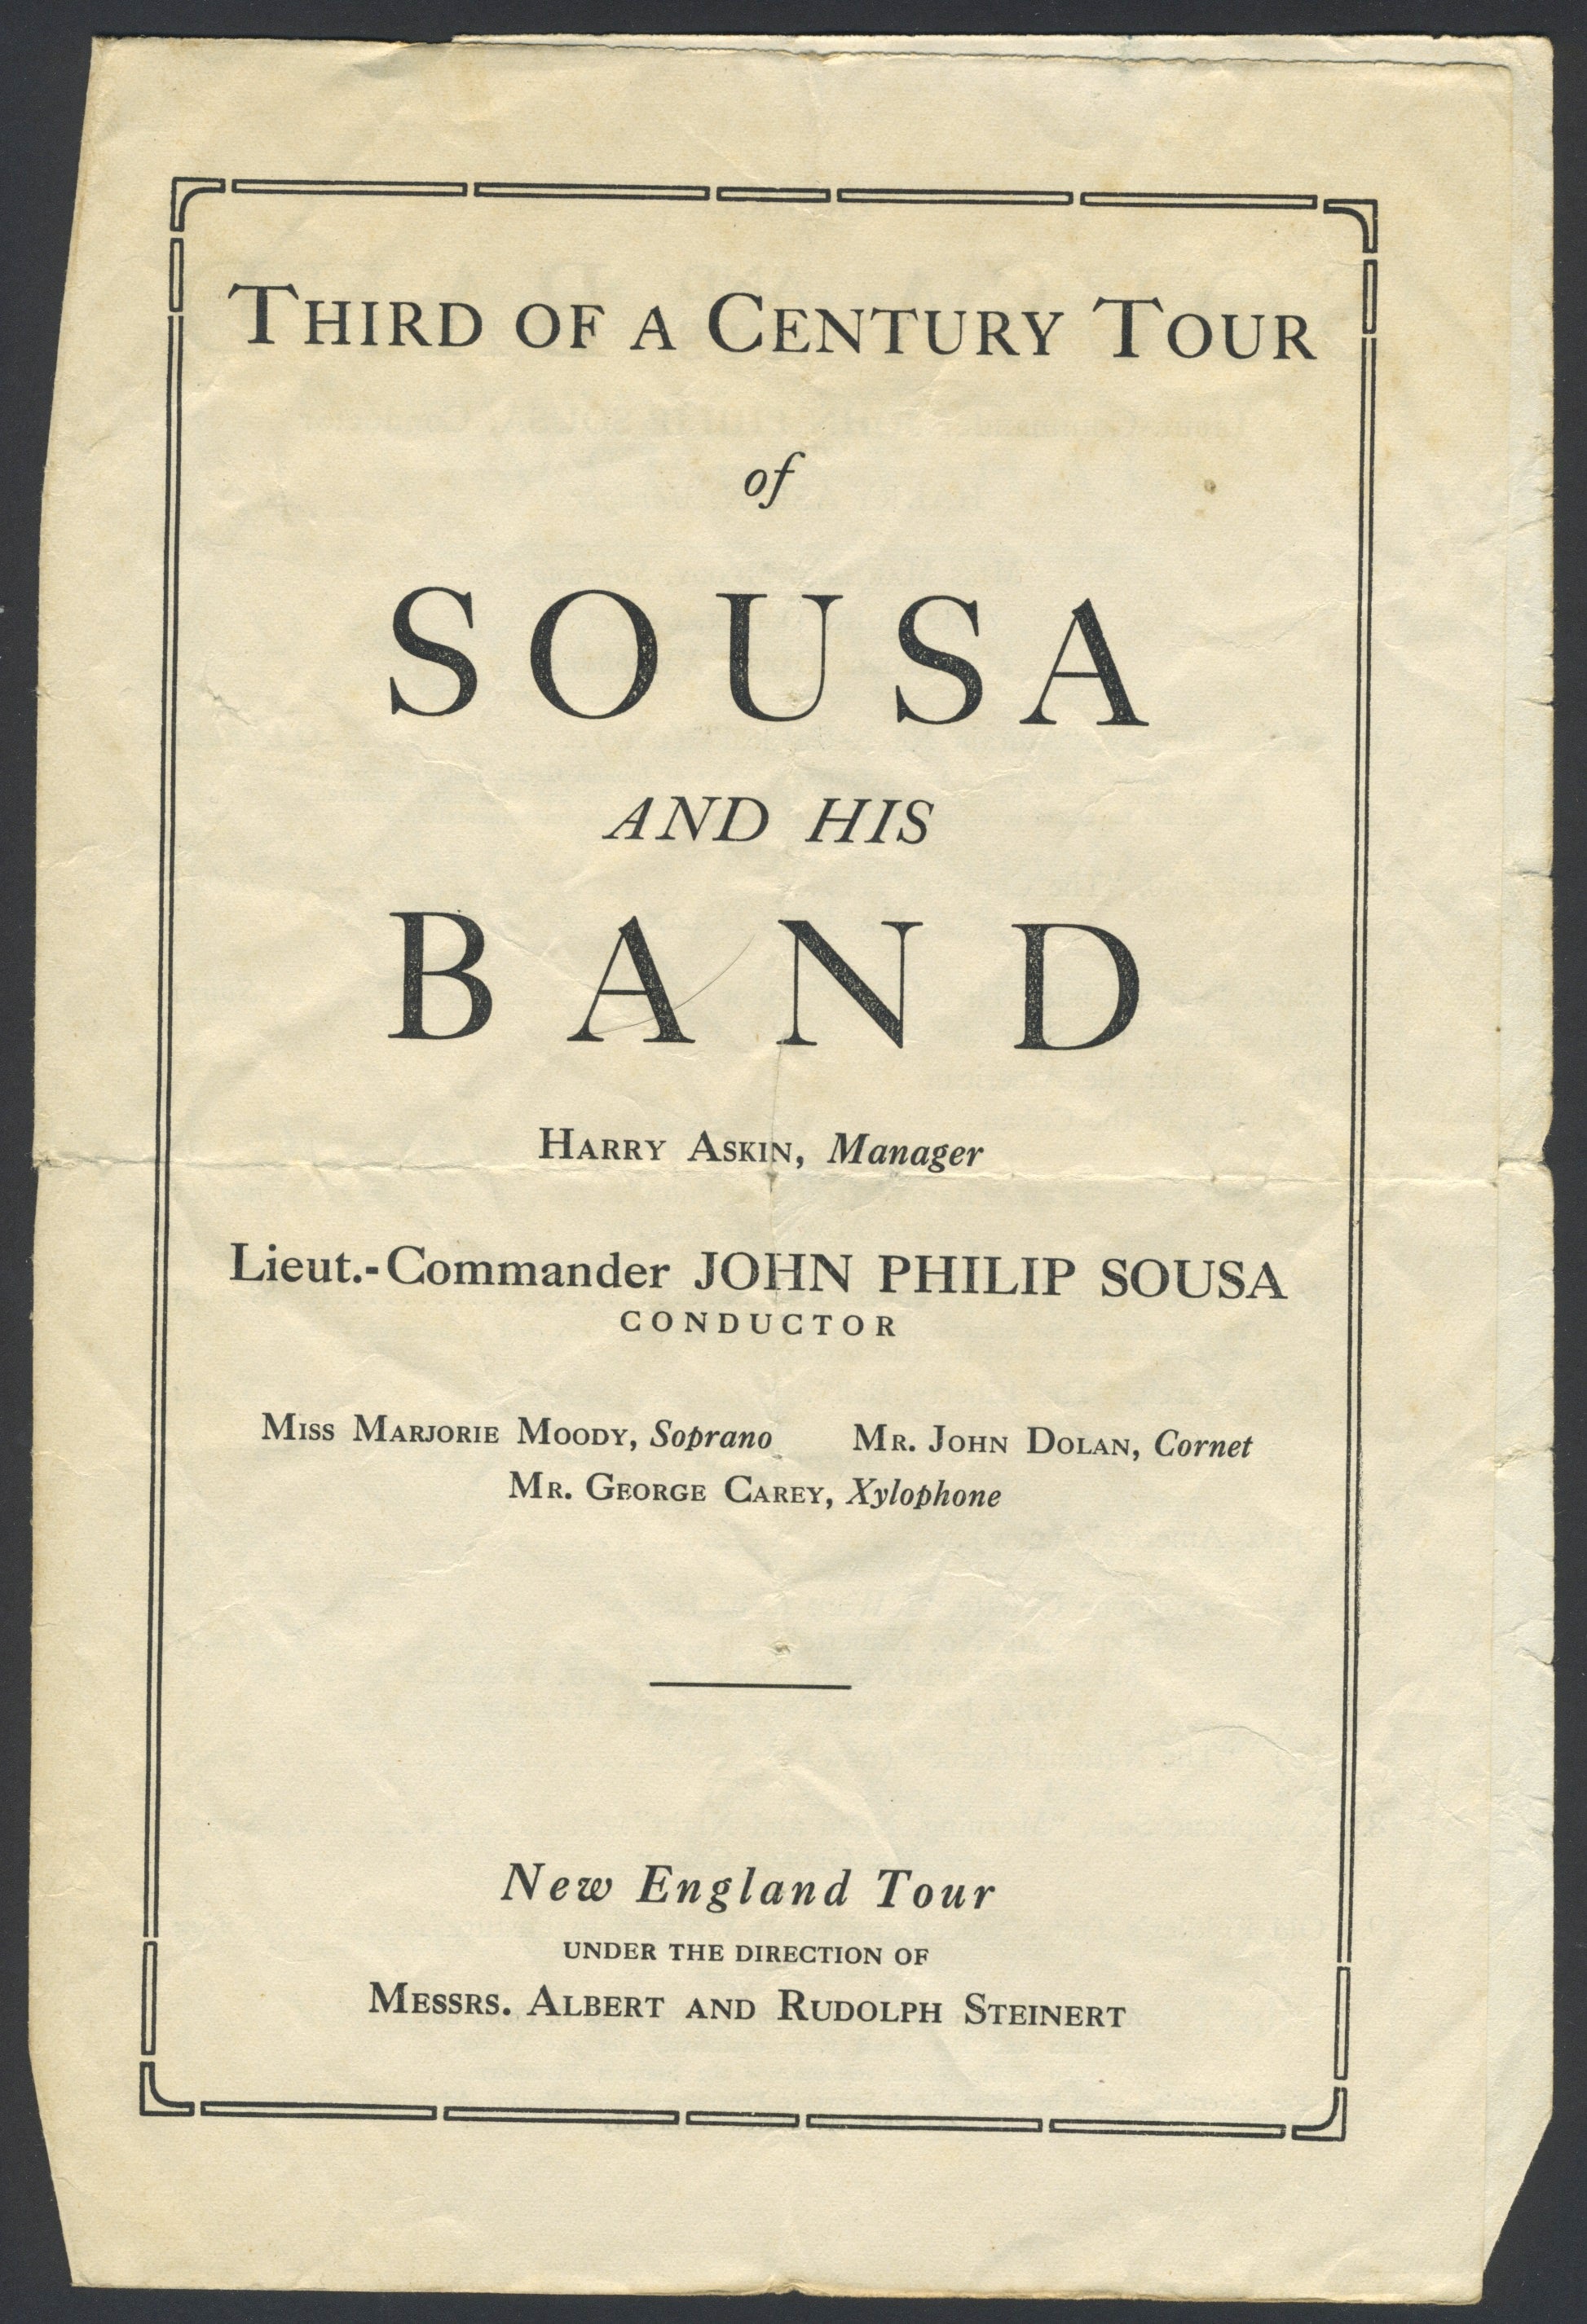 THIRD OF A CENTURY TOUR
of
SOUSA
AND HIS
BAND
HARRY ASKIN, Manager
Lieut.-Commander JOHN PHILIP SOUSA
CONDUCTOR
MISS MARJORIE MOODY, Soprano MR. JOHN DOLAN, Cornet
MR. GEORGE CAREY, Xylophone
New England Tour
UNDER THE DIRECTION OF
MESSRS. ALBERT AND RUDOLPH STEINERT